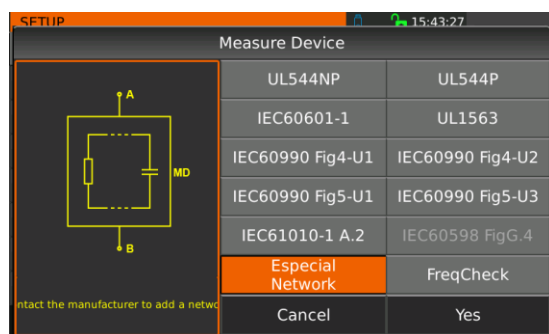 SETUP
15:43:27
Measure Device
UL544NP
UL544P
A
IEC60601-1
UL1563
MD
IEC60990 Fig4-U1
IEC60990 Fig4-U2
IEC60990 Fig5-U1
IEC60990 Fig5-U3
B
IEC61010-1 A.2
IEC60598 FigG.4
Especial
Network
FreqCheck
ntact the manufacturer to add a netwo
Cancel
Yes